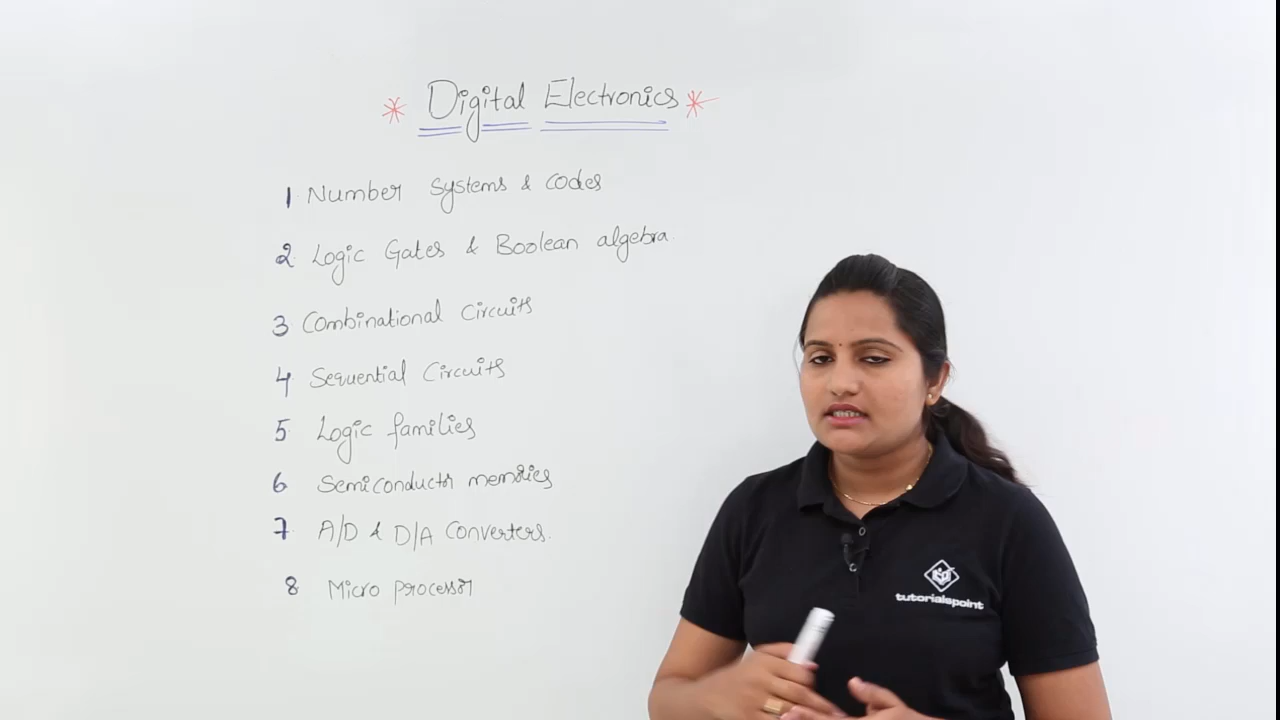 * Digital Electronics *
1. Number Systems & Codes
2. Logic Gates & Boolean algebra.
3 Combinational Circuits
4 Sequential Circuits
5. Logic families
6 Semiconductor memories
7. A/D & D/A Converters.
8 Micro processor
tutorialspoint